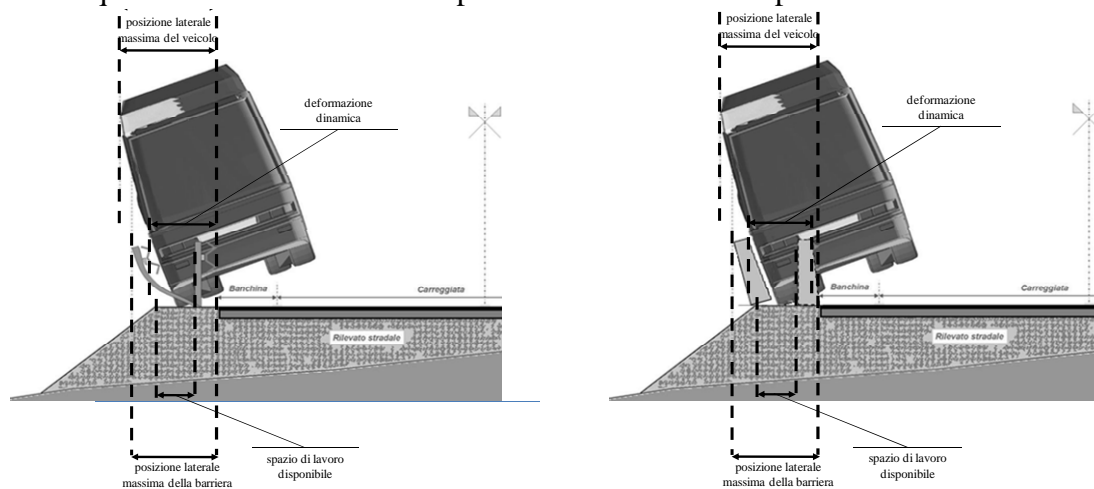 posizione laterale
massima del veicolo
deformazione
dinamica
Banchina
Carreggiata
Rilevato stradale
spazio di lavoro
disponibile
posizione laterale
massima della barriera
posizione laterale
massima del veicolo
deformazione
dinamica
Banchina
Carreggiata
Rilevato stradale
spazio di lavoro
disponibile
posizione laterale
massima della barriera